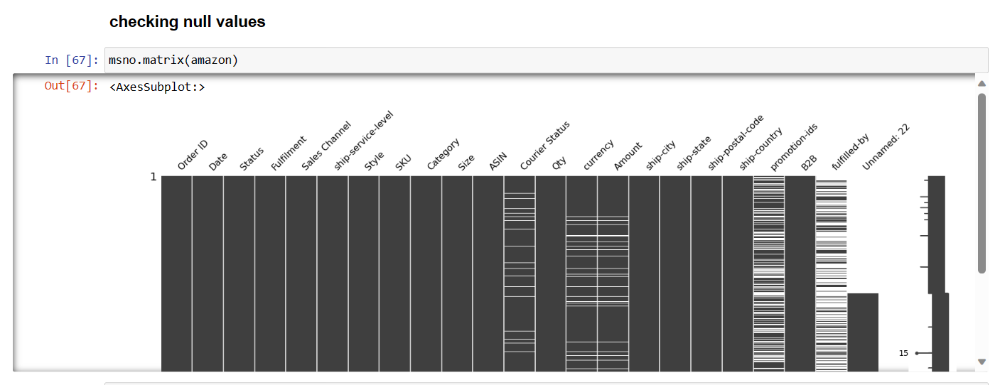 checking null values
In [67]: msno.matrix(amazon)
Out[67]: <AxesSubplot:>
Order ID
Date
Status
Fulfilment
Sales Channel
ship-service-level
Style
SKU
Category
Size
ASIN
Courier Status
Qty
currency
Amount
ship-city
ship-state
ship-postal-code
ship-country
promotion-ids
B2B
fulfilled-by
Unnamed: 22
1
15